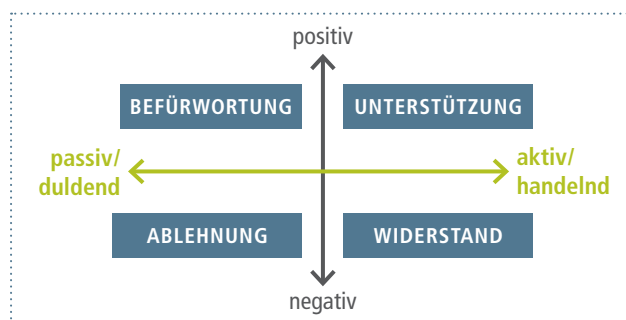 positiv
BEFÜRWORTUNG
UNTERSTÜTZUNG
passiv/
duldend
aktiv/
handelnd
ABLEHNUNG
WIDERSTAND
negativ